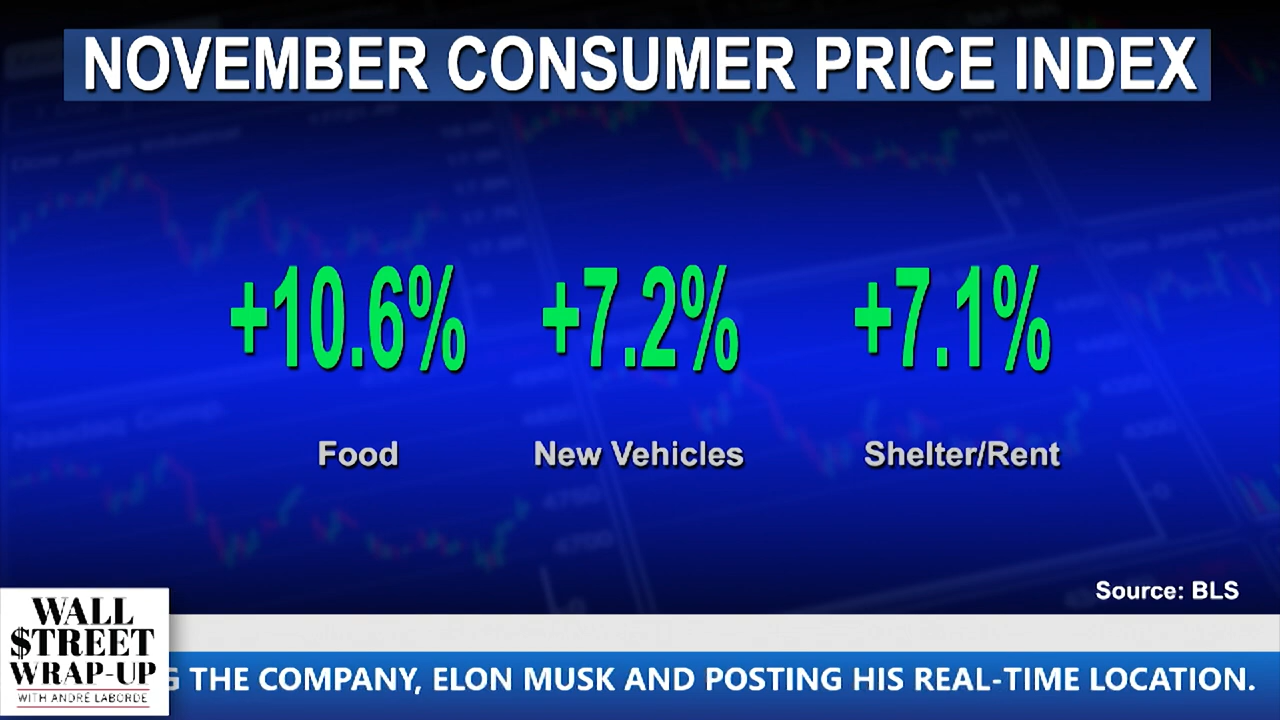 NOVEMBER CONSUMER PRICE INDEX
+10.6% +7.2% +7.1%
Food New Vehicles Shelter/Rent
Source: BLS
WALL
$TREET
WRAP-UP
WITH ANDRÉ LABORDE
G THE COMPANY, ELON MUSK AND POSTING HIS REAL-TIME LOCATION.